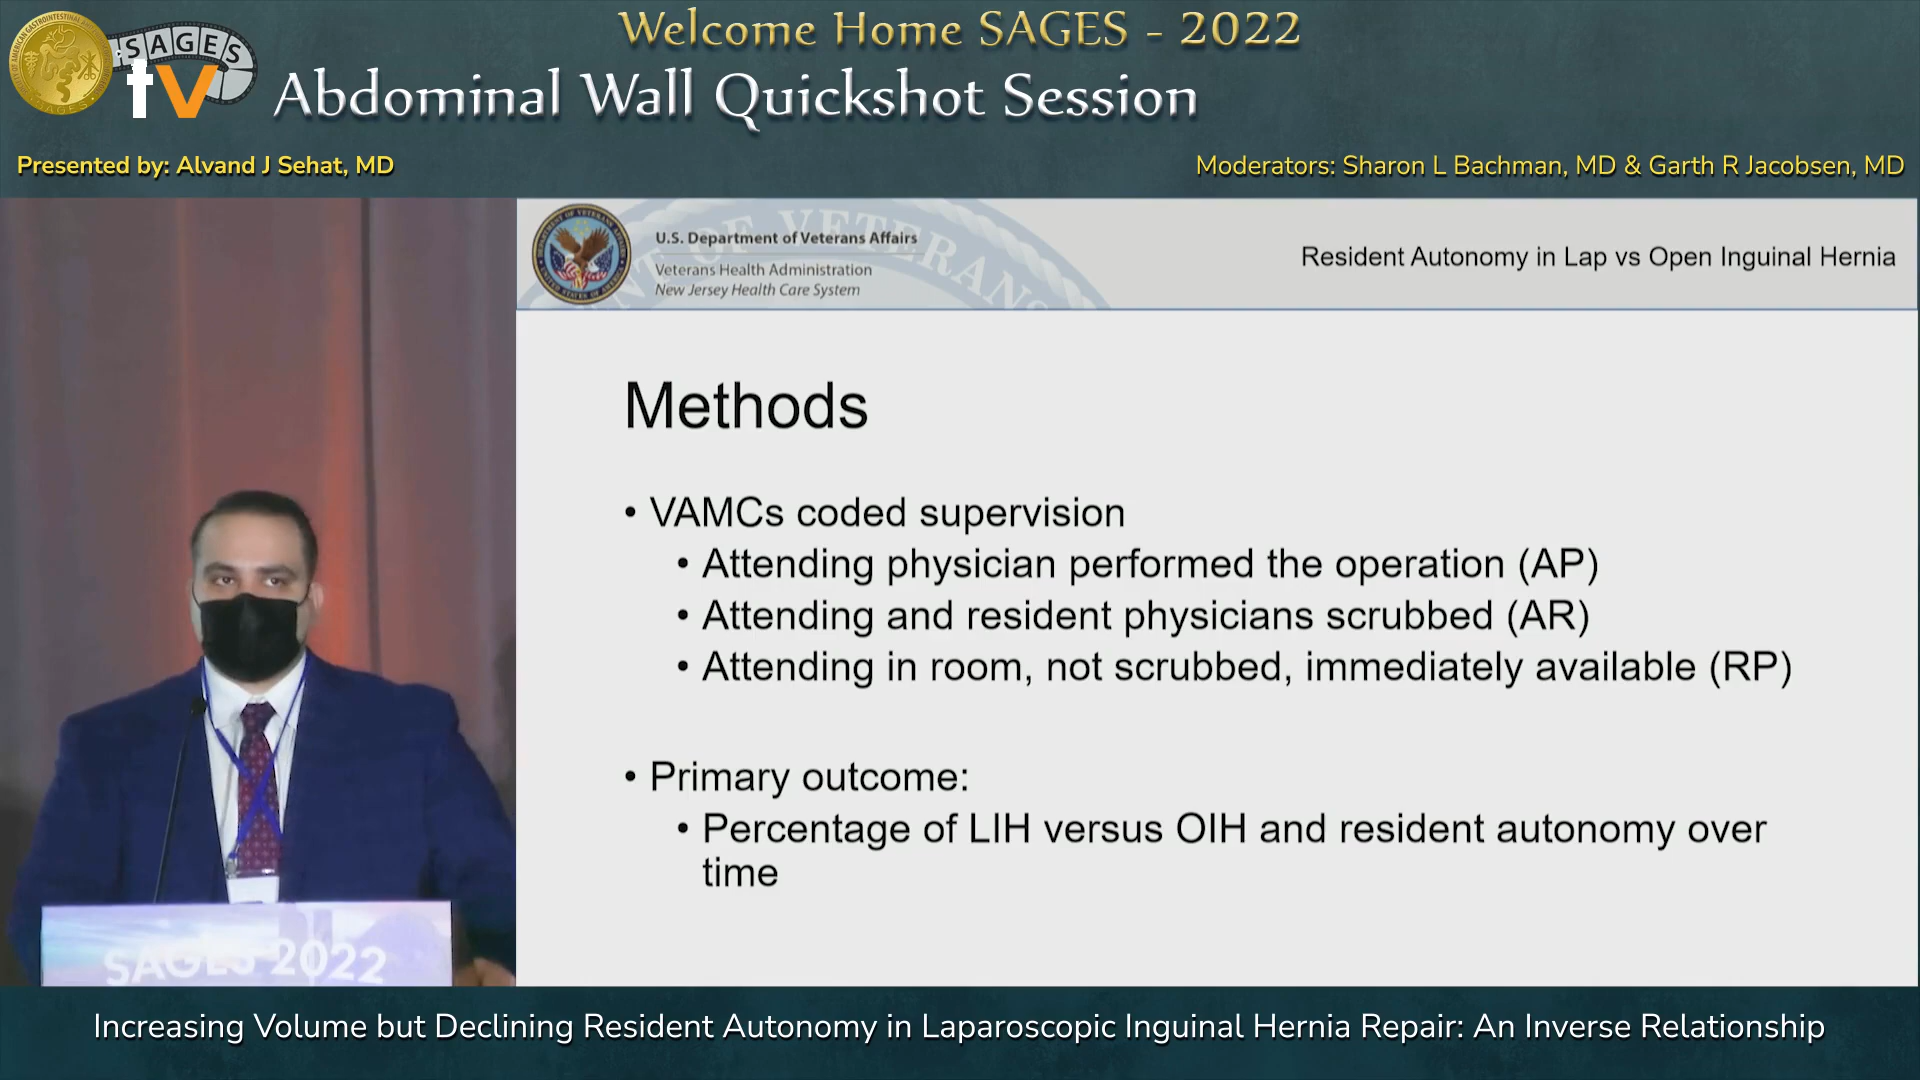 Welcome Home SAGES - 2022
SAGES
tv
Abdominal Wall Quickshot Session
Presented by: Alvand J Sehat, MD
Moderators: Sharon L Bachman, MD & Garth R Jacobsen, MD
U.S. Department of Veterans Affairs
Veterans Health Administration
New Jersey Health Care System
Resident Autonomy in Lap vs Open Inguinal Hernia
Methods
• VAMCs coded supervision
• Attending physician performed the operation (AP)
• Attending and resident physicians scrubbed (AR)
• Attending in room, not scrubbed, immediately available (RP)
• Primary outcome:
• Percentage of LIH versus OIH and resident autonomy over
time
SAGES 2022
Increasing Volume but Declining Resident Autonomy in Laparoscopic Inguinal Hernia Repair: An Inverse Relationship